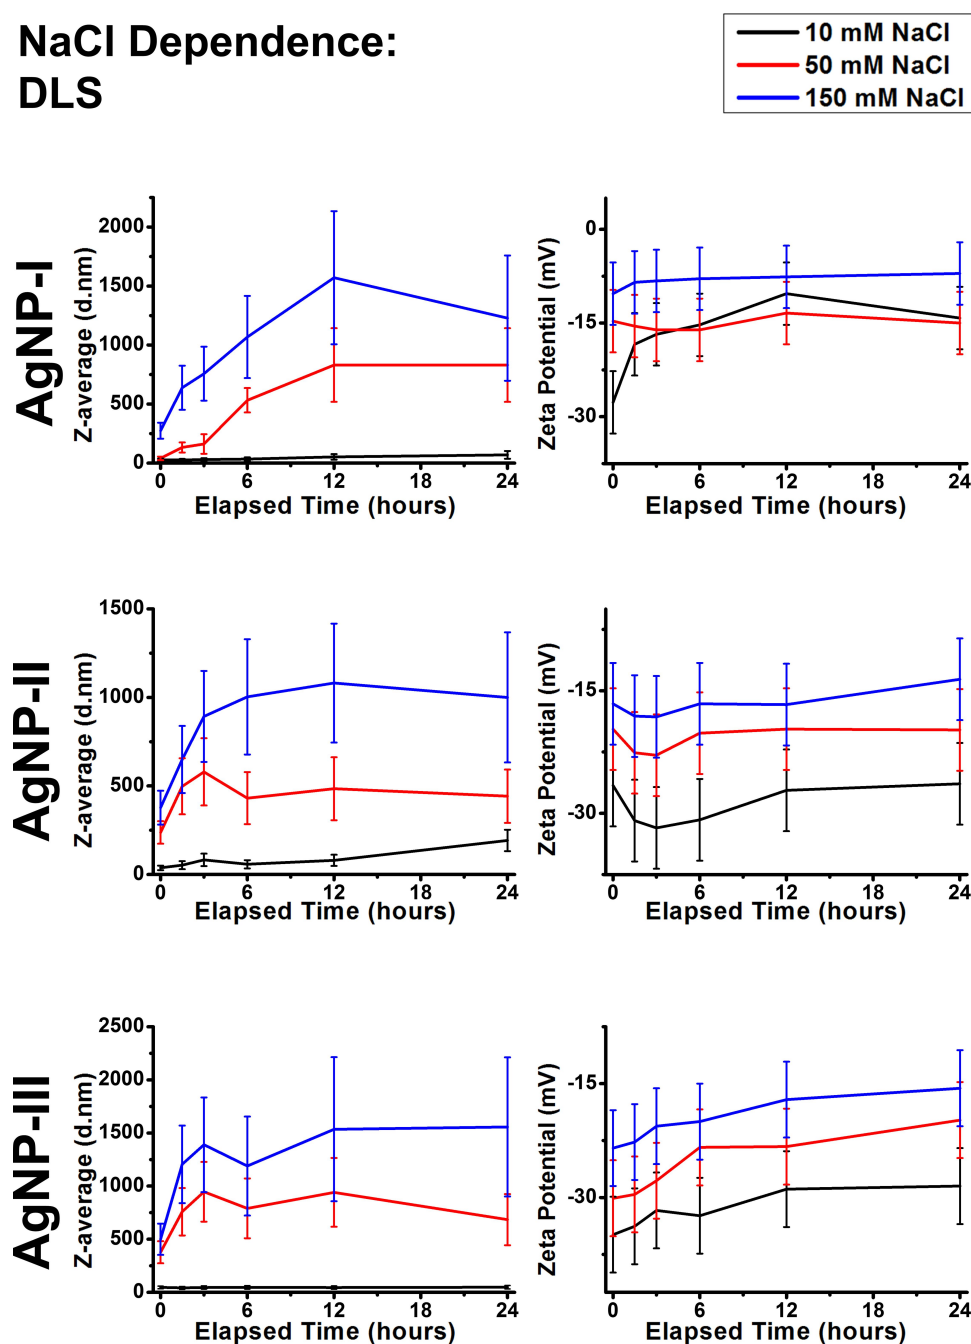 NaCl Dependence:
DLS
10 mM NaCl
50 mM NaCl
150 mM NaCl
AgNP-I
Z-average (d.nm)
2000
1500
1000
500
0
0 6 12 18 24
Elapsed Time (hours)
Zeta Potential (mV)
0
-15
-30
0 6 12 18 24
Elapsed Time (hours)
AgNP-II
Z-average (d.nm)
1500
1000
500
0
0 6 12 18 24
Elapsed Time (hours)
Zeta Potential (mV)
-15
-30
0 6 12 18 24
Elapsed Time (hours)
AgNP-III
Z-average (d.nm)
2500
2000
1500
1000
500
0
0 6 12 18 24
Elapsed Time (hours)
Zeta Potential (mV)
-15
-30
0 6 12 18 24
Elapsed Time (hours)